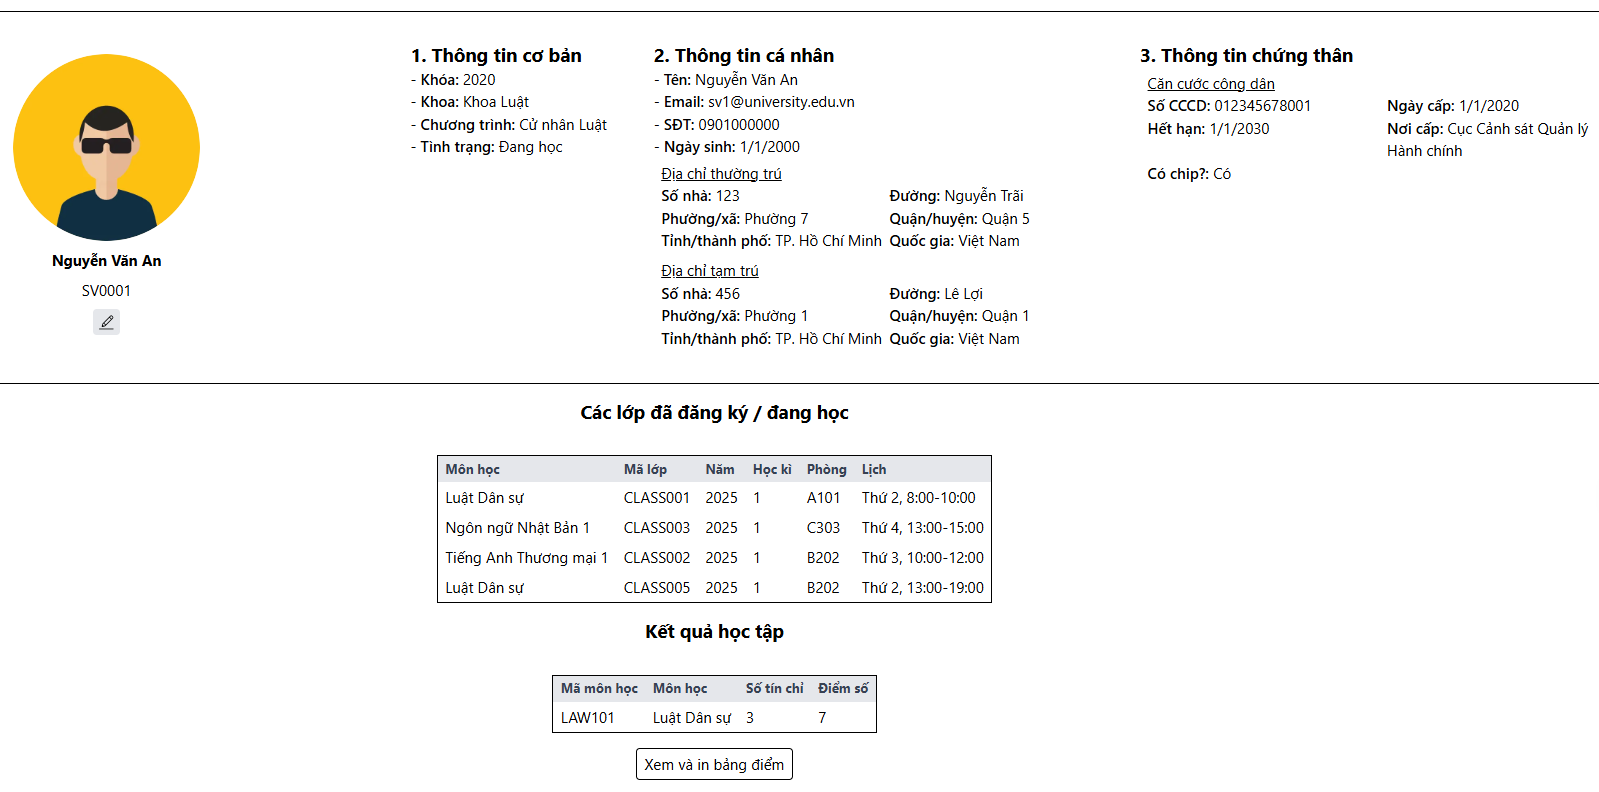 Nguyễn Văn An
SV0001
1. Thông tin cơ bản
- Khóa: 2020
- Khoa: Khoa Luật
- Chương trình: Cử nhân Luật
- Tình trạng: Đang học
2. Thông tin cá nhân
- Tên: Nguyễn Văn An
- Email: sv1@university.edu.vn
- SĐT: 0901000000
- Ngày sinh: 1/1/2000
Địa chỉ thường trú
Số nhà: 123 Đường: Nguyễn Trãi
Phường/xã: Phường 7 Quận/huyện: Quận 5
Tỉnh/thành phố: TP. Hồ Chí Minh Quốc gia: Việt Nam
Địa chỉ tạm trú
Số nhà: 456 Đường: Lê Lợi
Phường/xã: Phường 1 Quận/huyện: Quận 1
Tỉnh/thành phố: TP. Hồ Chí Minh Quốc gia: Việt Nam
3. Thông tin chứng thân
Căn cước công dân
Số CCCD: 012345678001 Ngày cấp: 1/1/2020
Hết hạn: 1/1/2030 Nơi cấp: Cục Cảnh sát Quản lý
Hành chính
Có chip?: Có
Các lớp đã đăng ký / đang học
Môn học Mã lớp Năm Học kì Phòng Lịch
Luật Dân sự CLASS001 2025 1 A101 Thứ 2, 8:00-10:00
Ngôn ngữ Nhật Bản 1 CLASS003 2025 1 C303 Thứ 4, 13:00-15:00
Tiếng Anh Thương mại 1 CLASS002 2025 1 B202 Thứ 3, 10:00-12:00
Luật Dân sự CLASS005 2025 1 B202 Thứ 2, 13:00-19:00
Kết quả học tập
Mã môn học Môn học Số tín chỉ Điểm số
LAW101 Luật Dân sự 3 7
Xem và in bảng điểm